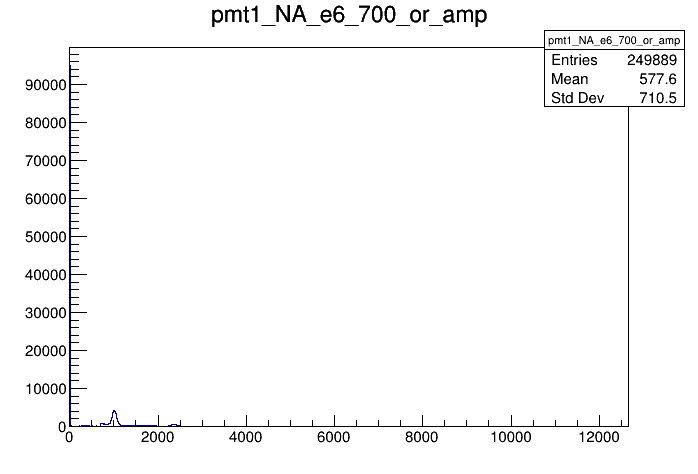 pmt1_NA_e6_700_or_amp
pmt1_NA_e6_700_or_amp
Entries 249889
Mean 577.6
Std Dev 710.5
90000
80000
70000
60000
50000
40000
30000
20000
10000
0
0 2000 4000 6000 8000 10000 12000